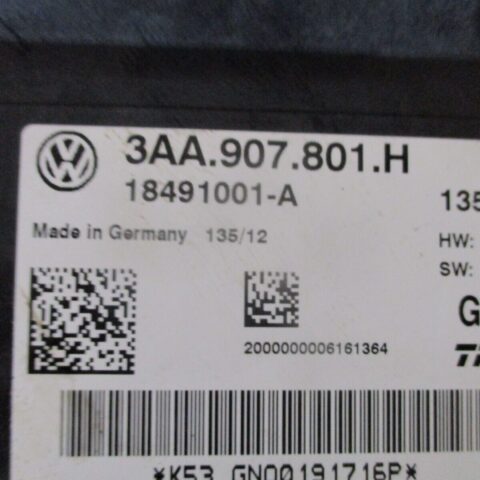 3AA.907.801.H
18491001-A
135
Made in Germany 135/12
HW:
SW:
G
2000000006161364
*K53 GN00191716P*